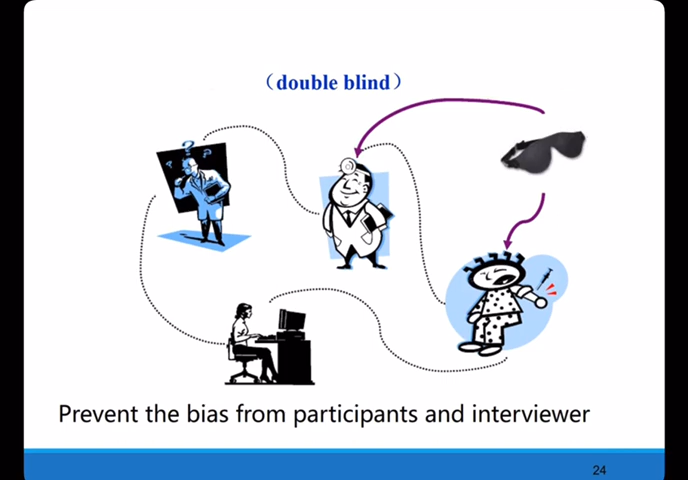 （double blind）
? ? ?
Prevent the bias from participants and interviewer
24